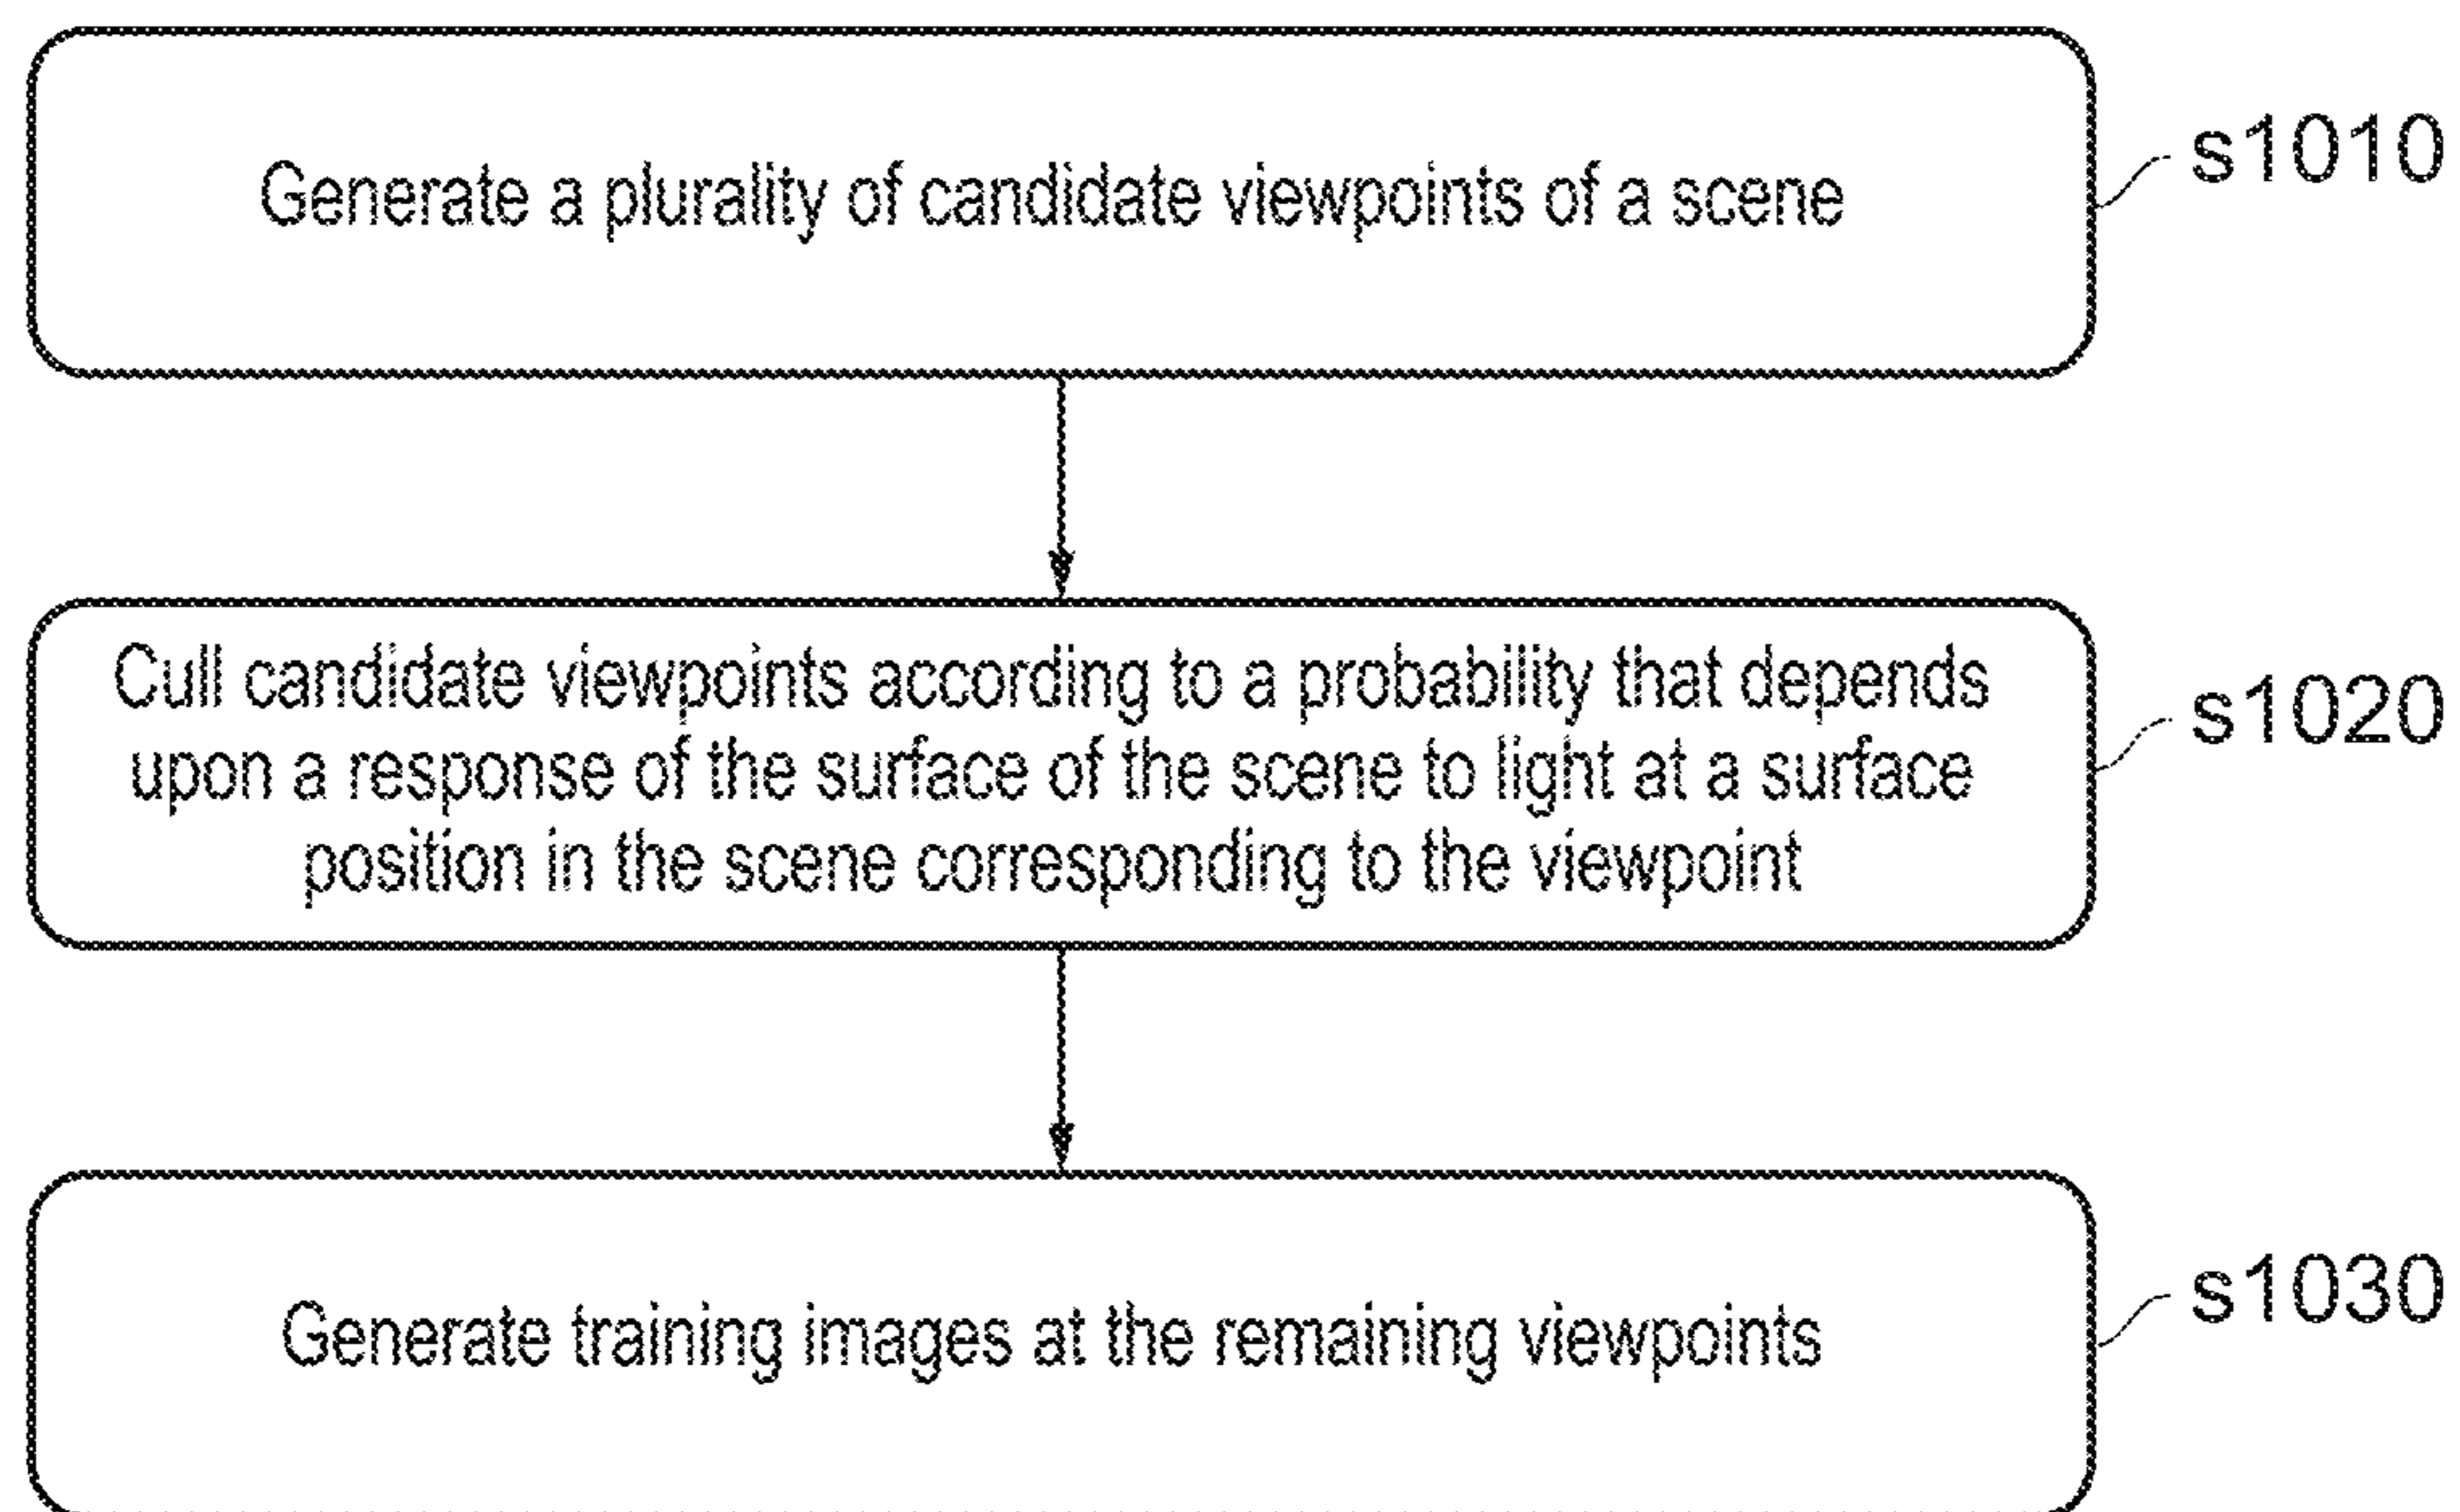 Generate a plurality of candidate viewpoints of a scene
s1010
Cull candidate viewpoints according to a probability that depends
upon a response of the surface of the scene to light at a surface
position in the scene corresponding to the viewpoint
s1020
Generate training images at the remaining viewpoints
s1030